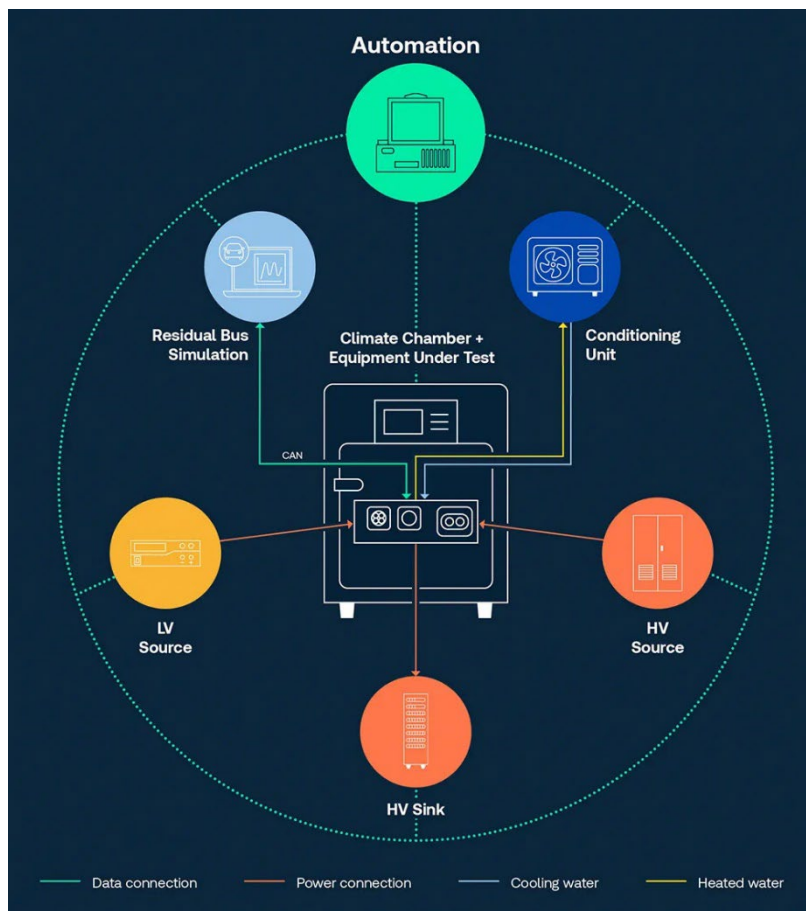 Automation
Residual Bus
Simulation
Climate Chamber +
Equipment Under Test
Conditioning
Unit
CAN
LV
Source
HV
Source
HV Sink
Data connection
Power connection
Cooling water
Heated water